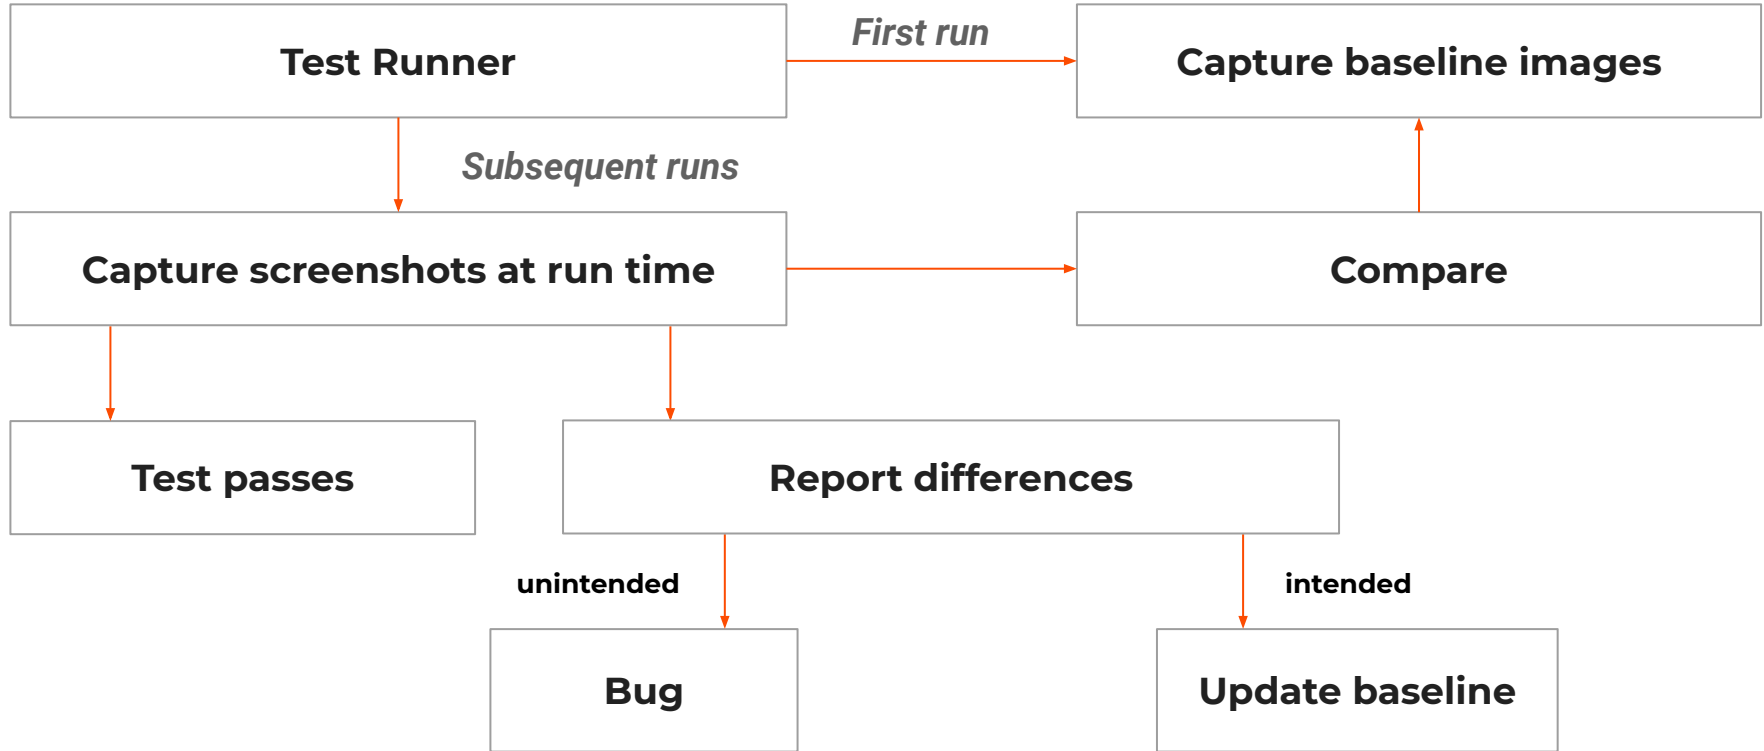 Test Runner
First run
Capture baseline images
Subsequent runs
Capture screenshots at run time
Compare
Test passes
Report differences
unintended
intended
Bug
Update baseline